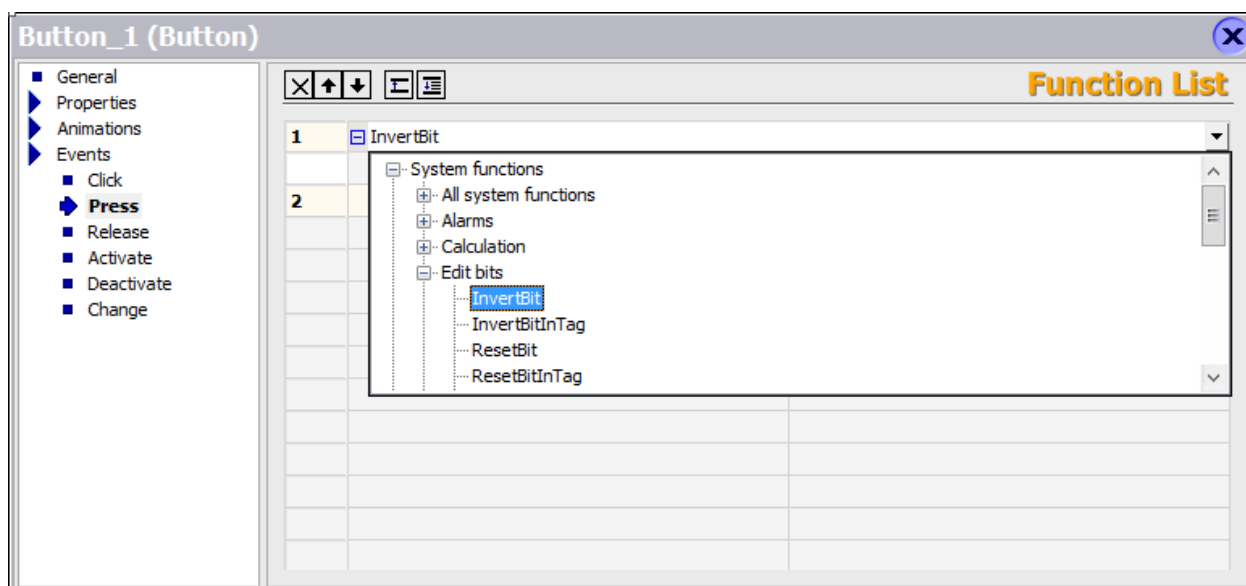 Button_1 (Button)
General
Properties
Animations
Events
Click
Press
Release
Activate
Deactivate
Change
Function List
1 InvertBit
System functions
All system functions
2
Alarms
Calculation
Edit bits
InvertBit
InvertBitInTag
ResetBit
ResetBitInTag